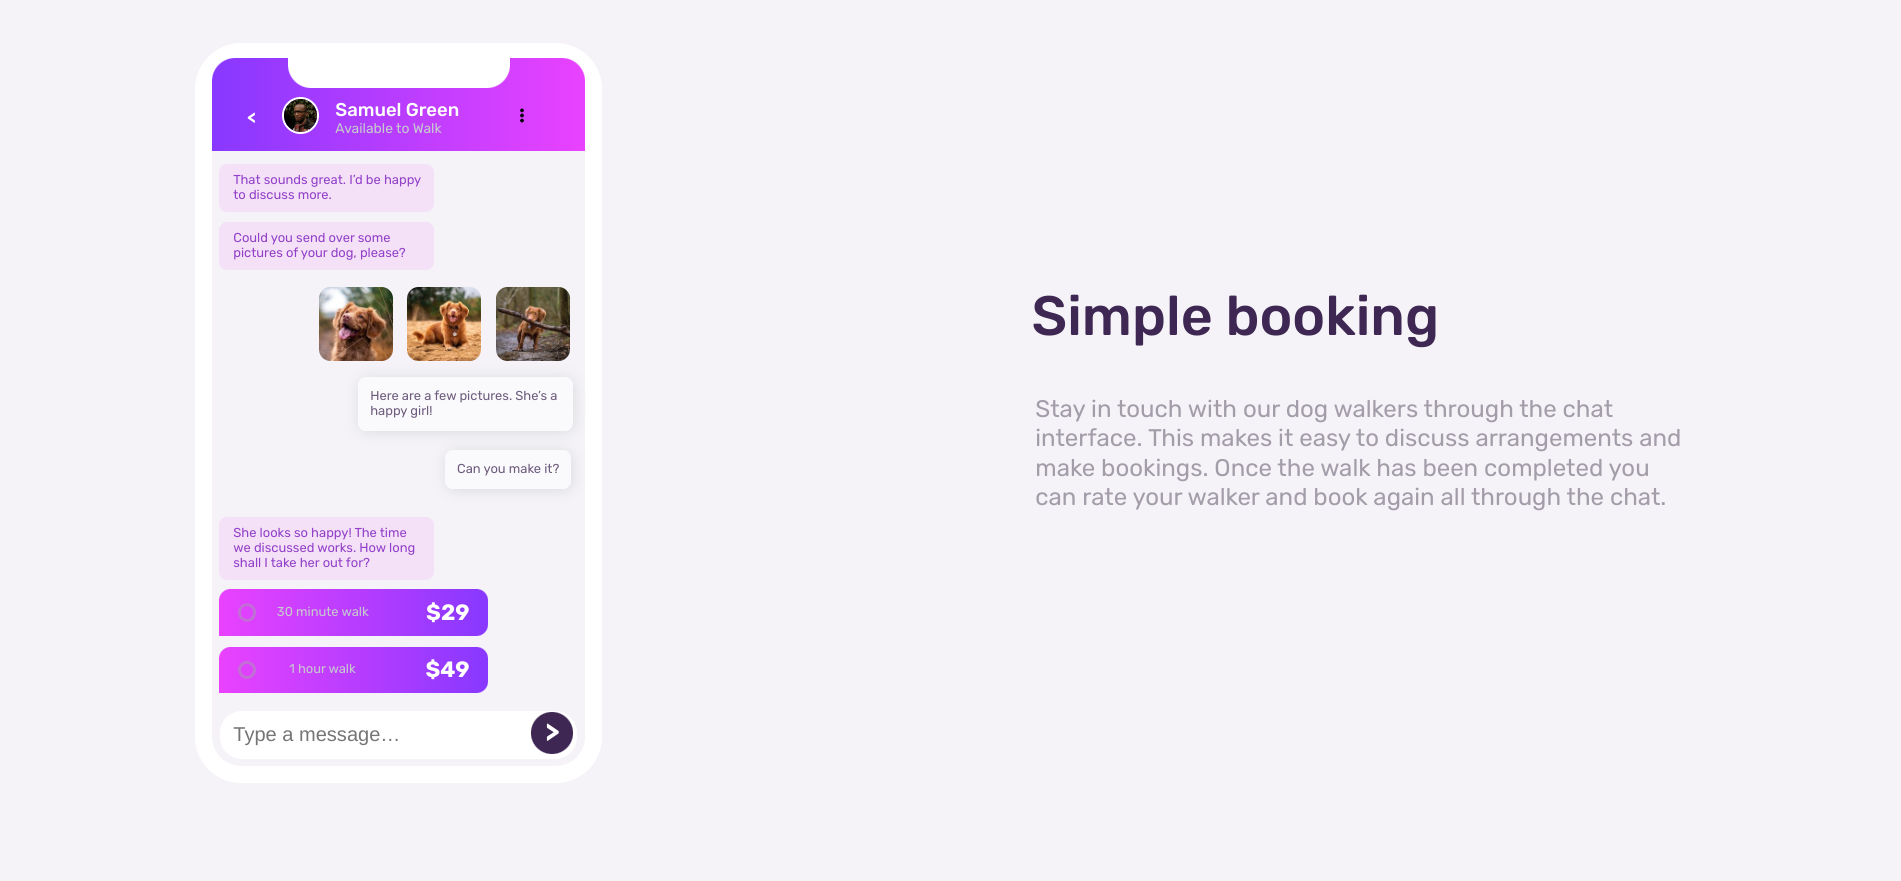 Samuel Green
Available to Walk
That sounds great. I’d be happy
to discuss more.
Could you send over some
pictures of your dog, please?
Here are a few pictures. She’s a
happy girl!
Can you make it?
She looks so happy! The time
we discussed works. How long
shall I take her out for?
30 minute walk $29
1 hour walk $49
Type a message…
Simple booking
Stay in touch with our dog walkers through the chat
interface. This makes it easy to discuss arrangements and
make bookings. Once the walk has been completed you
can rate your walker and book again all through the chat.